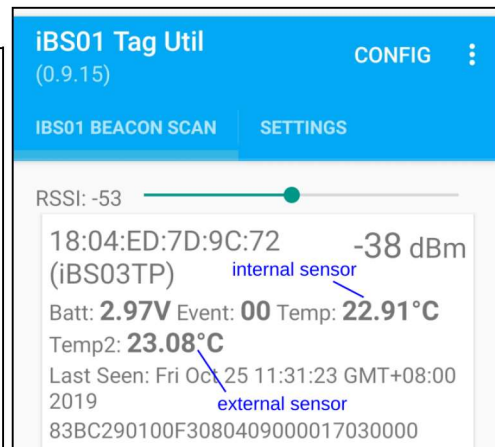 iBS01 Tag Util
CONFIG
(0.9.15)
IBS01 BEACON SCAN
SETTINGS
RSSI: -53
18:04:ED:7D:9C:72
-38 dBm
(iBS03TP)
internal sensor
Batt: 2.97V Event: 00 Temp: 22.91°C
Temp2: 23.08°C
Last Seen: Fri Oct 25 11:31:23 GMT+08:00
2019
external sensor
83BC290100F3080409000017030000